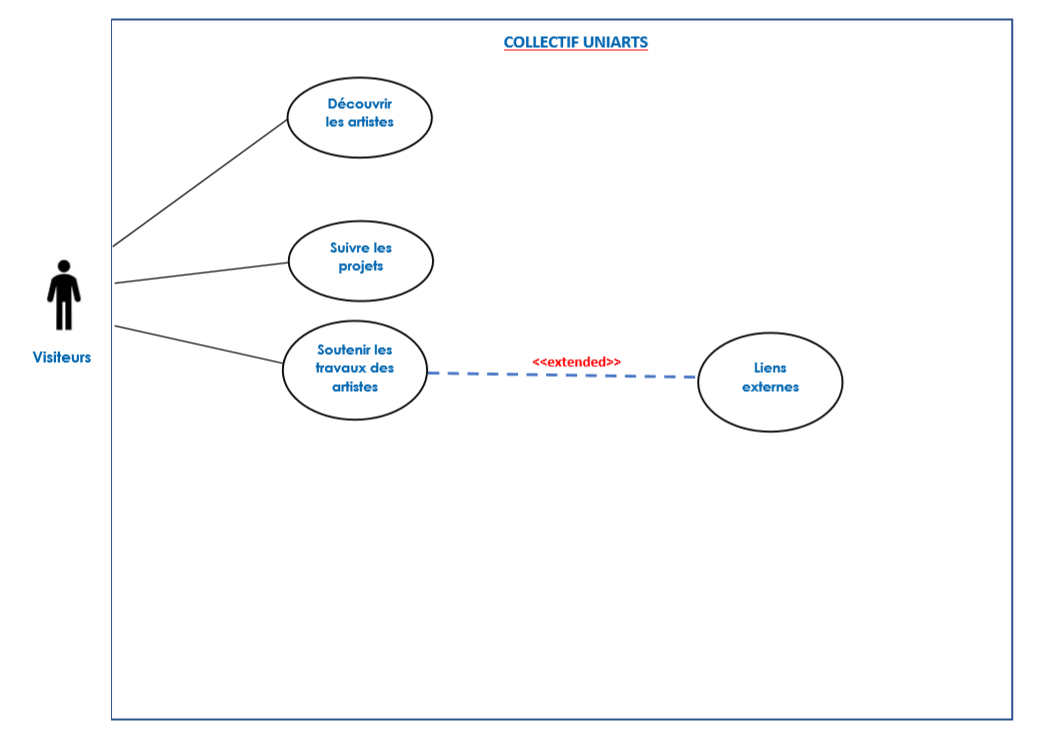 COLLECTIF UNIARTS
Découvrir
les artistes
Suivre les
projets
Visiteurs
Soutenir les
travaux des
artistes
<<extended>>
Liens
externes